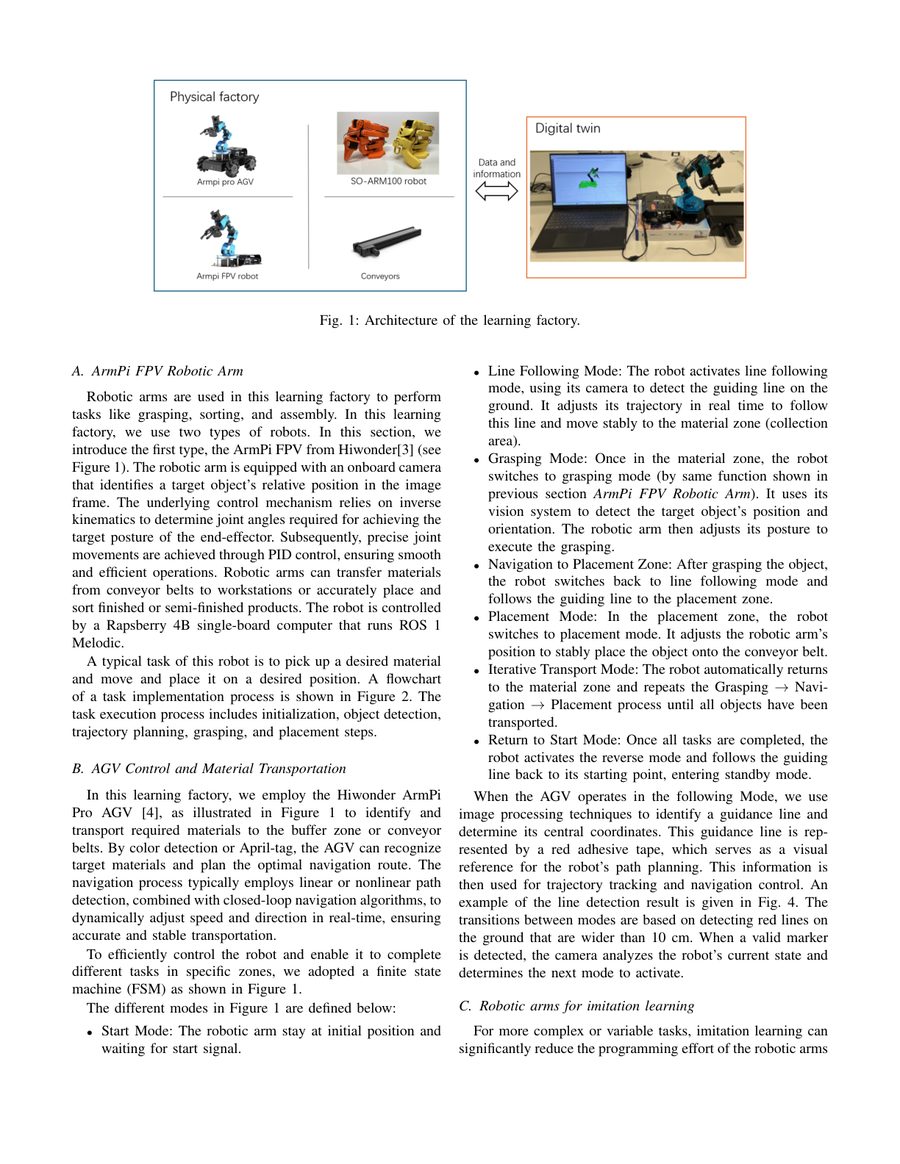 Physical factory
Armpi pro AGV
SO-ARM100 robot
Armpi FPV robot
Conveyors
Data and
information
Digital twin
Fig. 1: Architecture of the learning factory.
A. ArmPi FPV Robotic Arm
Robotic arms are used in this learning factory to perform
tasks like grasping, sorting, and assembly. In this learning
factory, we use two types of robots. In this section, we
introduce the first type, the ArmPi FPV from Hiwonder[3] (see
Figure 1). The robotic arm is equipped with an onboard camera
that identifies a target object's relative position in the image
frame. The underlying control mechanism relies on inverse
kinematics to determine joint angles required for achieving the
target posture of the end-effector. Subsequently, precise joint
movements are achieved through PID control, ensuring smooth
and efficient operations. Robotic arms can transfer materials
from conveyor belts to workstations or accurately place and
sort finished or semi-finished products. The robot is controlled
by a Rapsberry 4B single-board computer that runs ROS 1
Melodic.
A typical task of this robot is to pick up a desired material
and move and place it on a desired position. A flowchart
of a task implementation process is shown in Figure 2. The
task execution process includes initialization, object detection,
trajectory planning, grasping, and placement steps.
B. AGV Control and Material Transportation
In this learning factory, we employ the Hiwonder ArmPi
Pro AGV [4], as illustrated in Figure 1 to identify and
transport required materials to the buffer zone or conveyor
belts. By color detection or April-tag, the AGV can recognize
target materials and plan the optimal navigation route. The
navigation process typically employs linear or nonlinear path
detection, combined with closed-loop navigation algorithms, to
dynamically adjust speed and direction in real-time, ensuring
accurate and stable transportation.
To efficiently control the robot and enable it to complete
different tasks in specific zones, we adopted a finite state
machine (FSM) as shown in Figure 1.
The different modes in Figure 1 are defined below:
• Start Mode: The robotic arm stay at initial position and
waiting for start signal.
• Line Following Mode: The robot activates line following
mode, using its camera to detect the guiding line on the
ground. It adjusts its trajectory in real time to follow
this line and move stably to the material zone (collection
area).
• Grasping Mode: Once in the material zone, the robot
switches to grasping mode (by same function shown in
previous section ArmPi FPV Robotic Arm). It uses its
vision system to detect the target object's position and
orientation. The robotic arm then adjusts its posture to
execute the grasping.
• Navigation to Placement Zone: After grasping the object,
the robot switches back to line following mode and
follows the guiding line to the placement zone.
• Placement Mode: In the placement zone, the robot
switches to placement mode. It adjusts the robotic arm's
position to stably place the object onto the conveyor belt.
• Iterative Transport Mode: The robot automatically returns
to the material zone and repeats the Grasping → Navi-
gation → Placement process until all objects have been
transported.
• Return to Start Mode: Once all tasks are completed, the
robot activates the reverse mode and follows the guiding
line back to its starting point, entering standby mode.
When the AGV operates in the following Mode, we use
image processing techniques to identify a guidance line and
determine its central coordinates. This guidance line is rep-
resented by a red adhesive tape, which serves as a visual
reference for the robot's path planning. This information is
then used for trajectory tracking and navigation control. An
example of the line detection result is given in Fig. 4. The
transitions between modes are based on detecting red lines on
the ground that are wider than 10 cm. When a valid marker
is detected, the camera analyzes the robot's current state and
determines the next mode to activate.
C. Robotic arms for imitation learning
For more complex or variable tasks, imitation learning can
significantly reduce the programming effort of the robotic arms